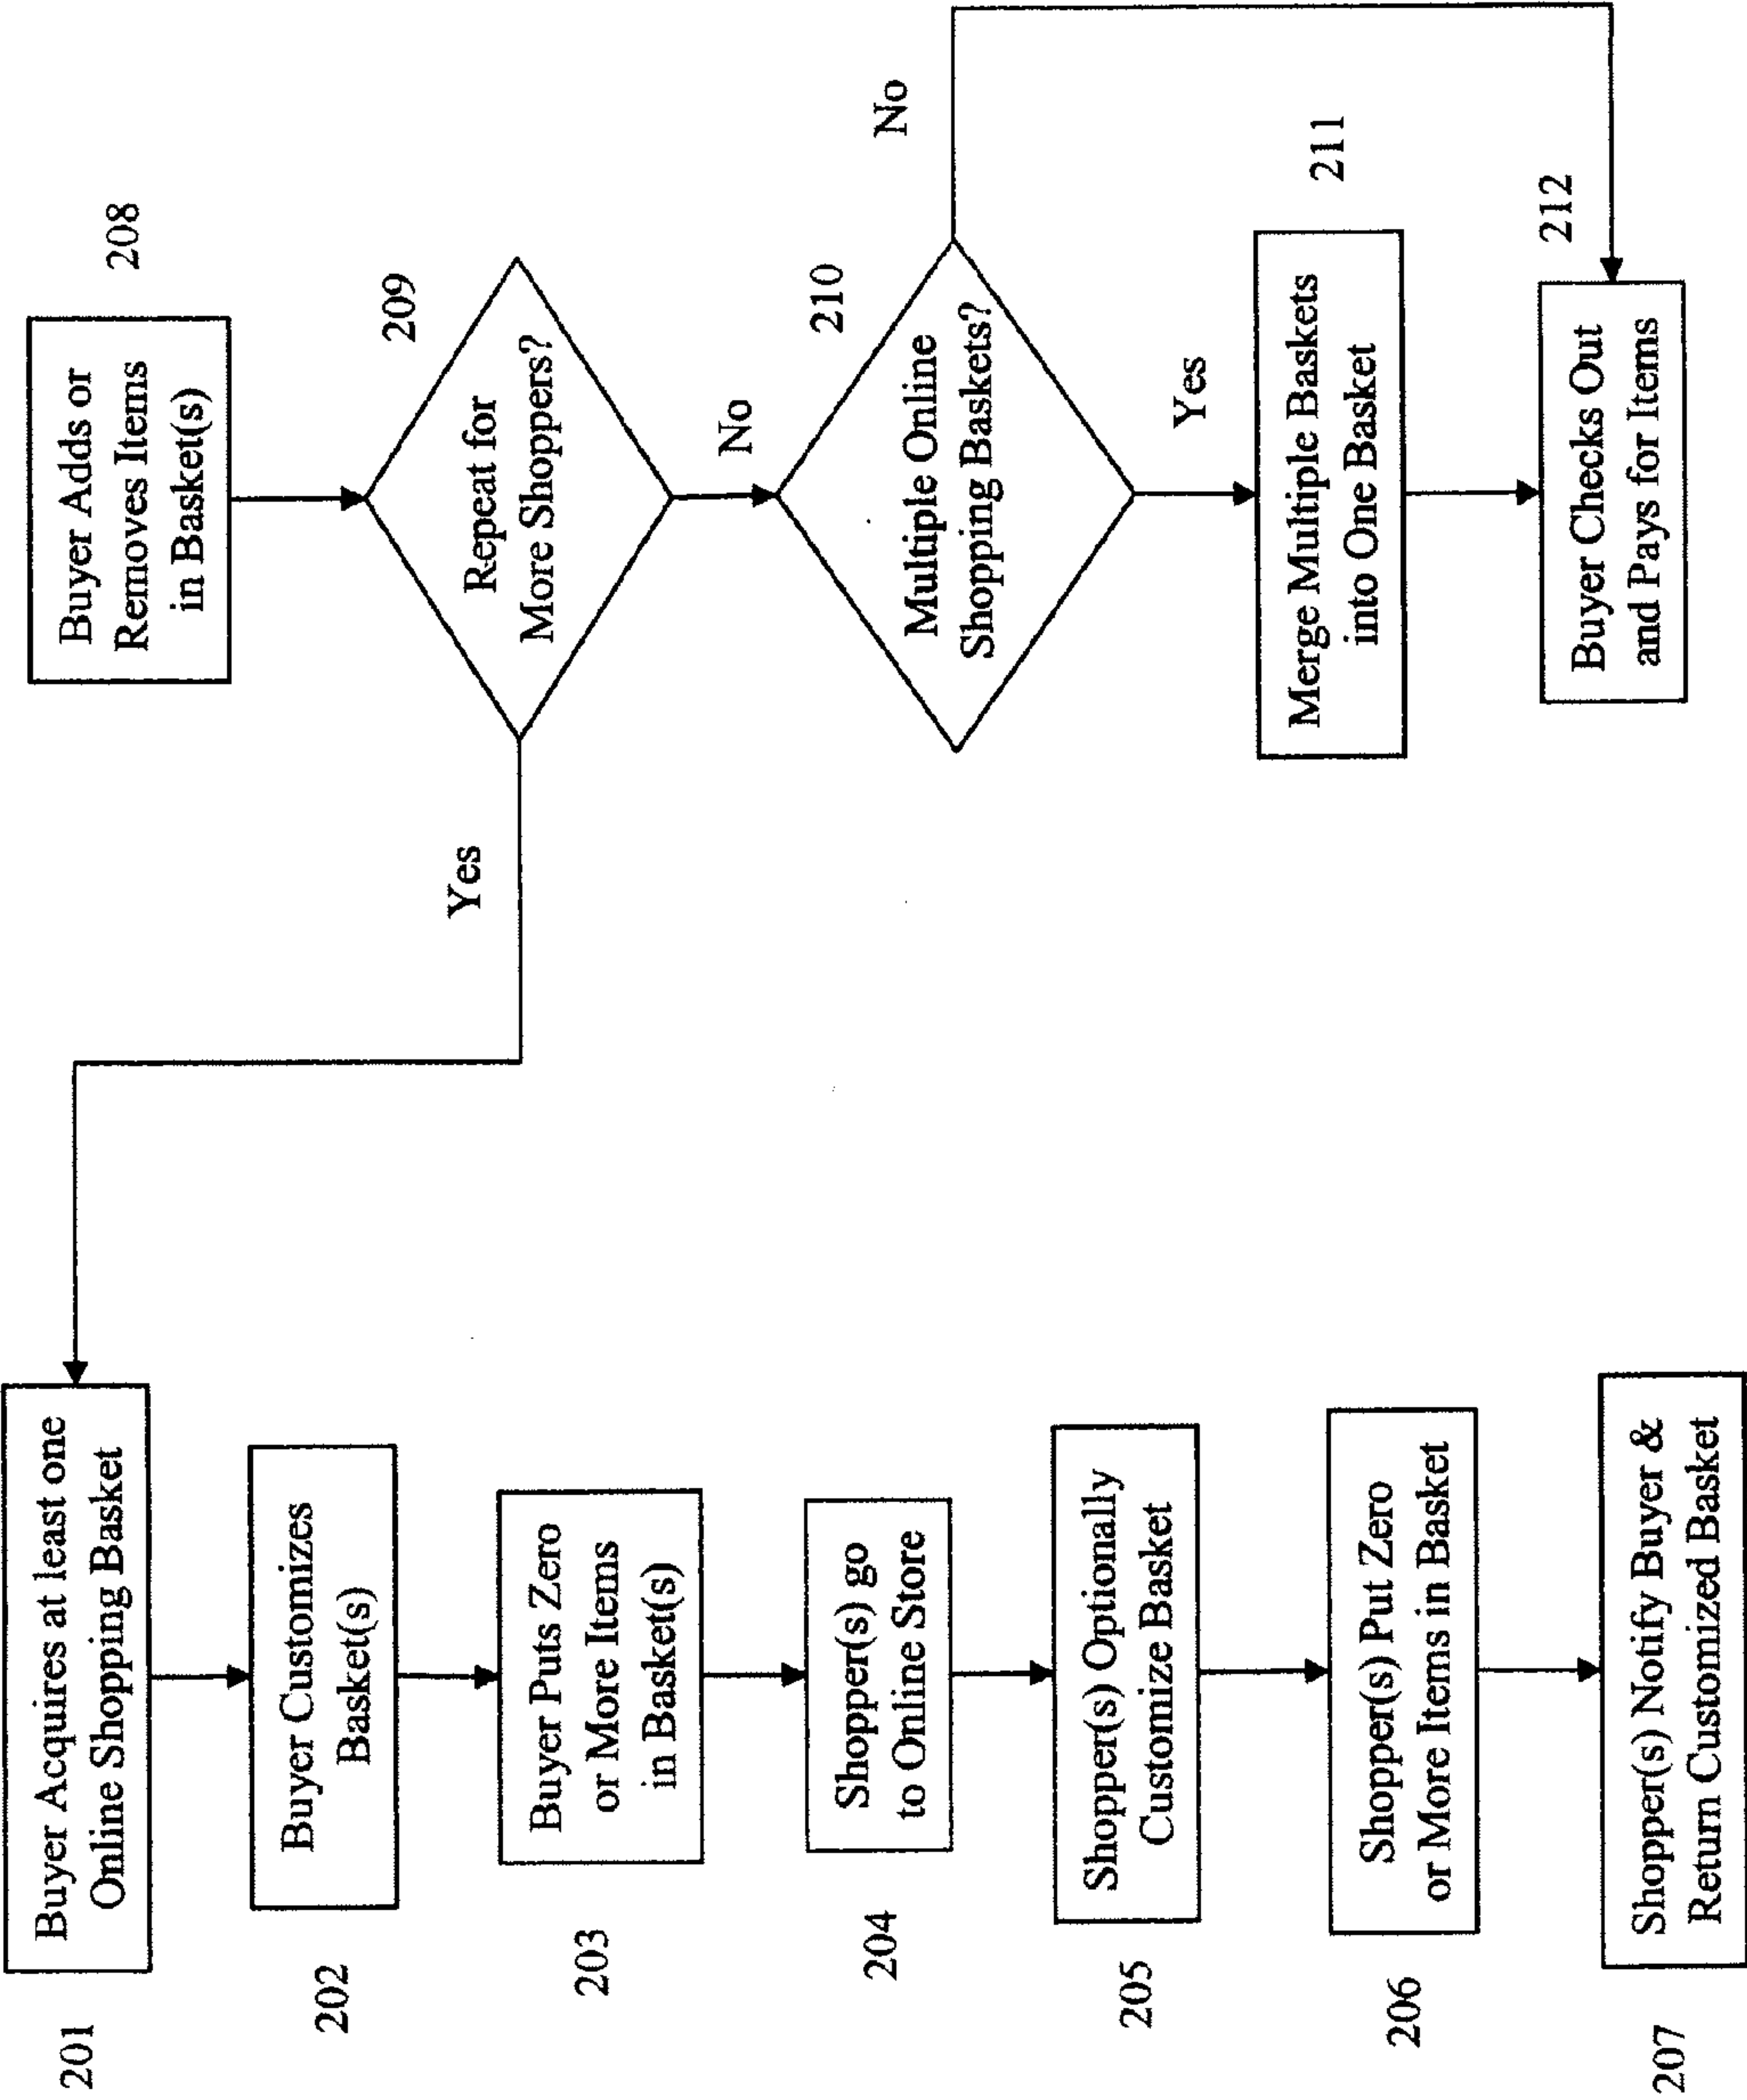 201
Buyer Acquires at least one
Online Shopping Basket
202
Buyer Customizes
Basket(s)
203
Buyer Puts Zero
or More Items
in Basket(s)
204
Shopper(s) go
to Online Store
205
Shopper(s) Optionally
Customize Basket
206
Shopper(s) Put Zero
or More Items in Basket
207
Shopper(s) Notify Buyer &
Return Customized Basket
208
Buyer Adds or
Removes Items
in Basket(s)
209
Repeat for
More Shoppers?
Yes
No
210
Multiple Online
Shopping Baskets?
No
Yes
211
Merge Multiple Baskets
into One Basket
212
Buyer Checks Out
and Pays for Items